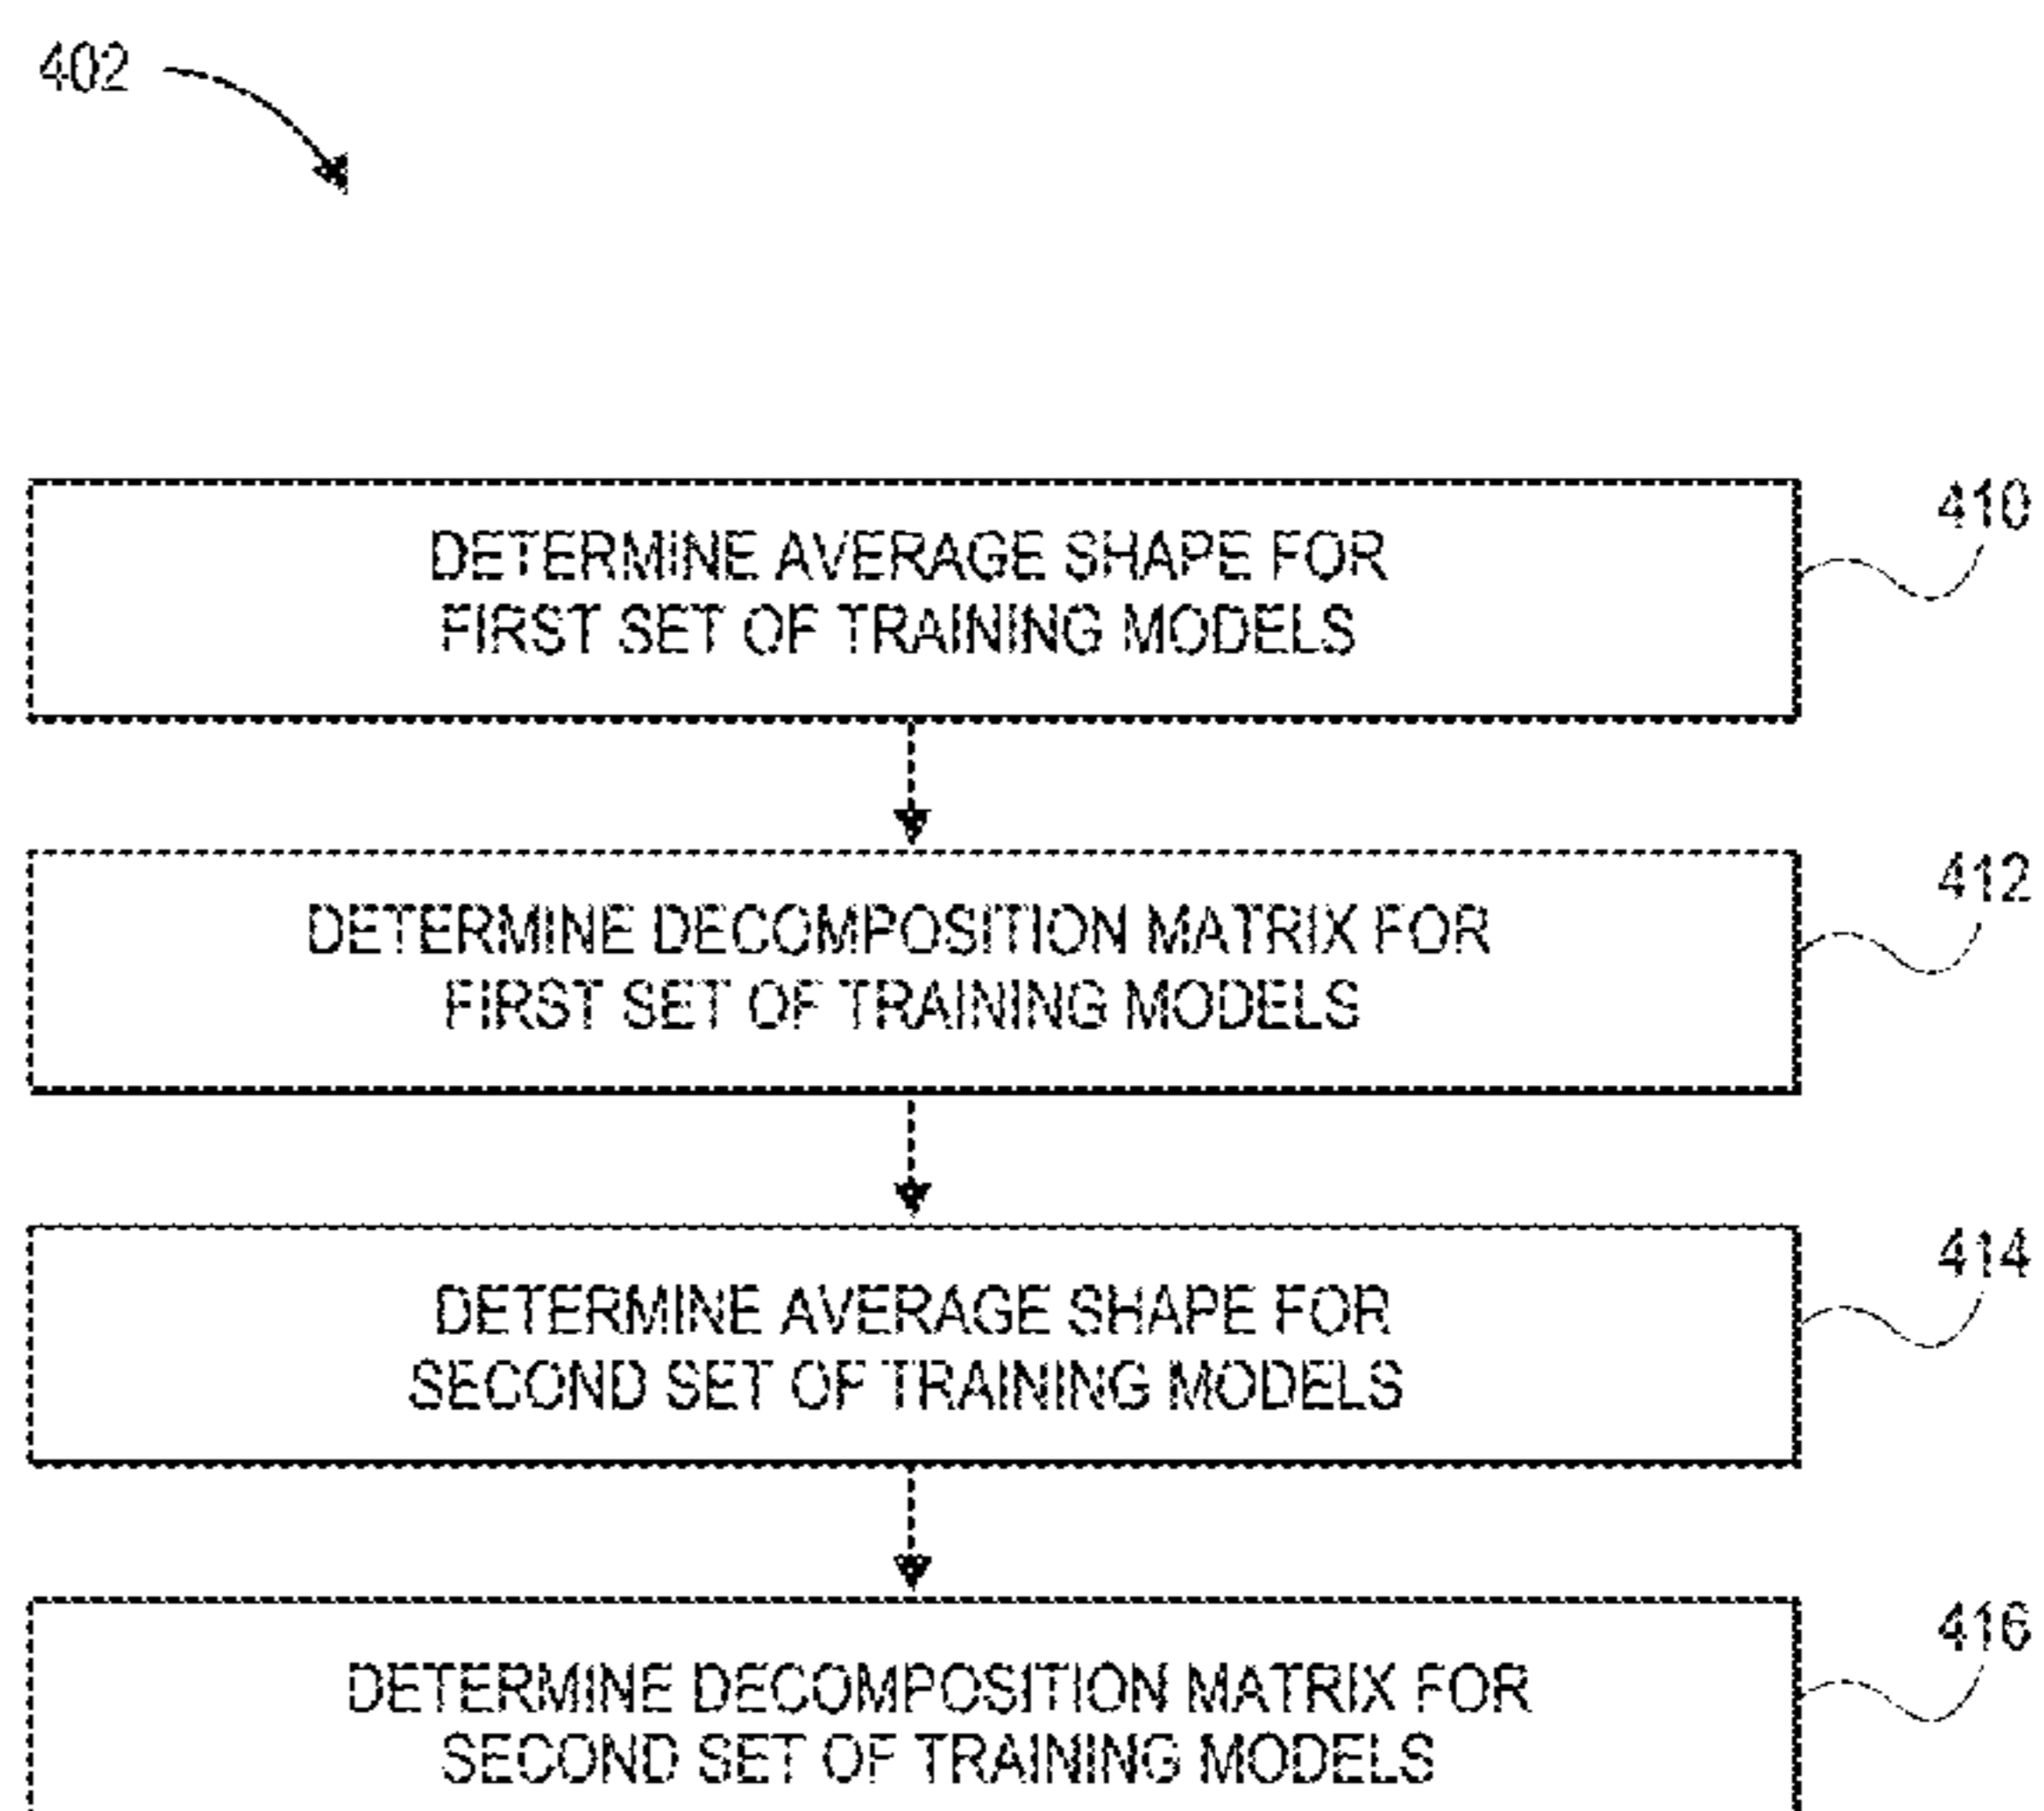 402
410
DETERMINE AVERAGE SHAPE FOR
FIRST SET OF TRAINING MODELS
412
DETERMINE DECOMPOSITION MATRIX FOR
FIRST SET OF TRAINING MODELS
414
DETERMINE AVERAGE SHAPE FOR
SECOND SET OF TRAINING MODELS
416
DETERMINE DECOMPOSITION MATRIX FOR
SECOND SET OF TRAINING MODELS